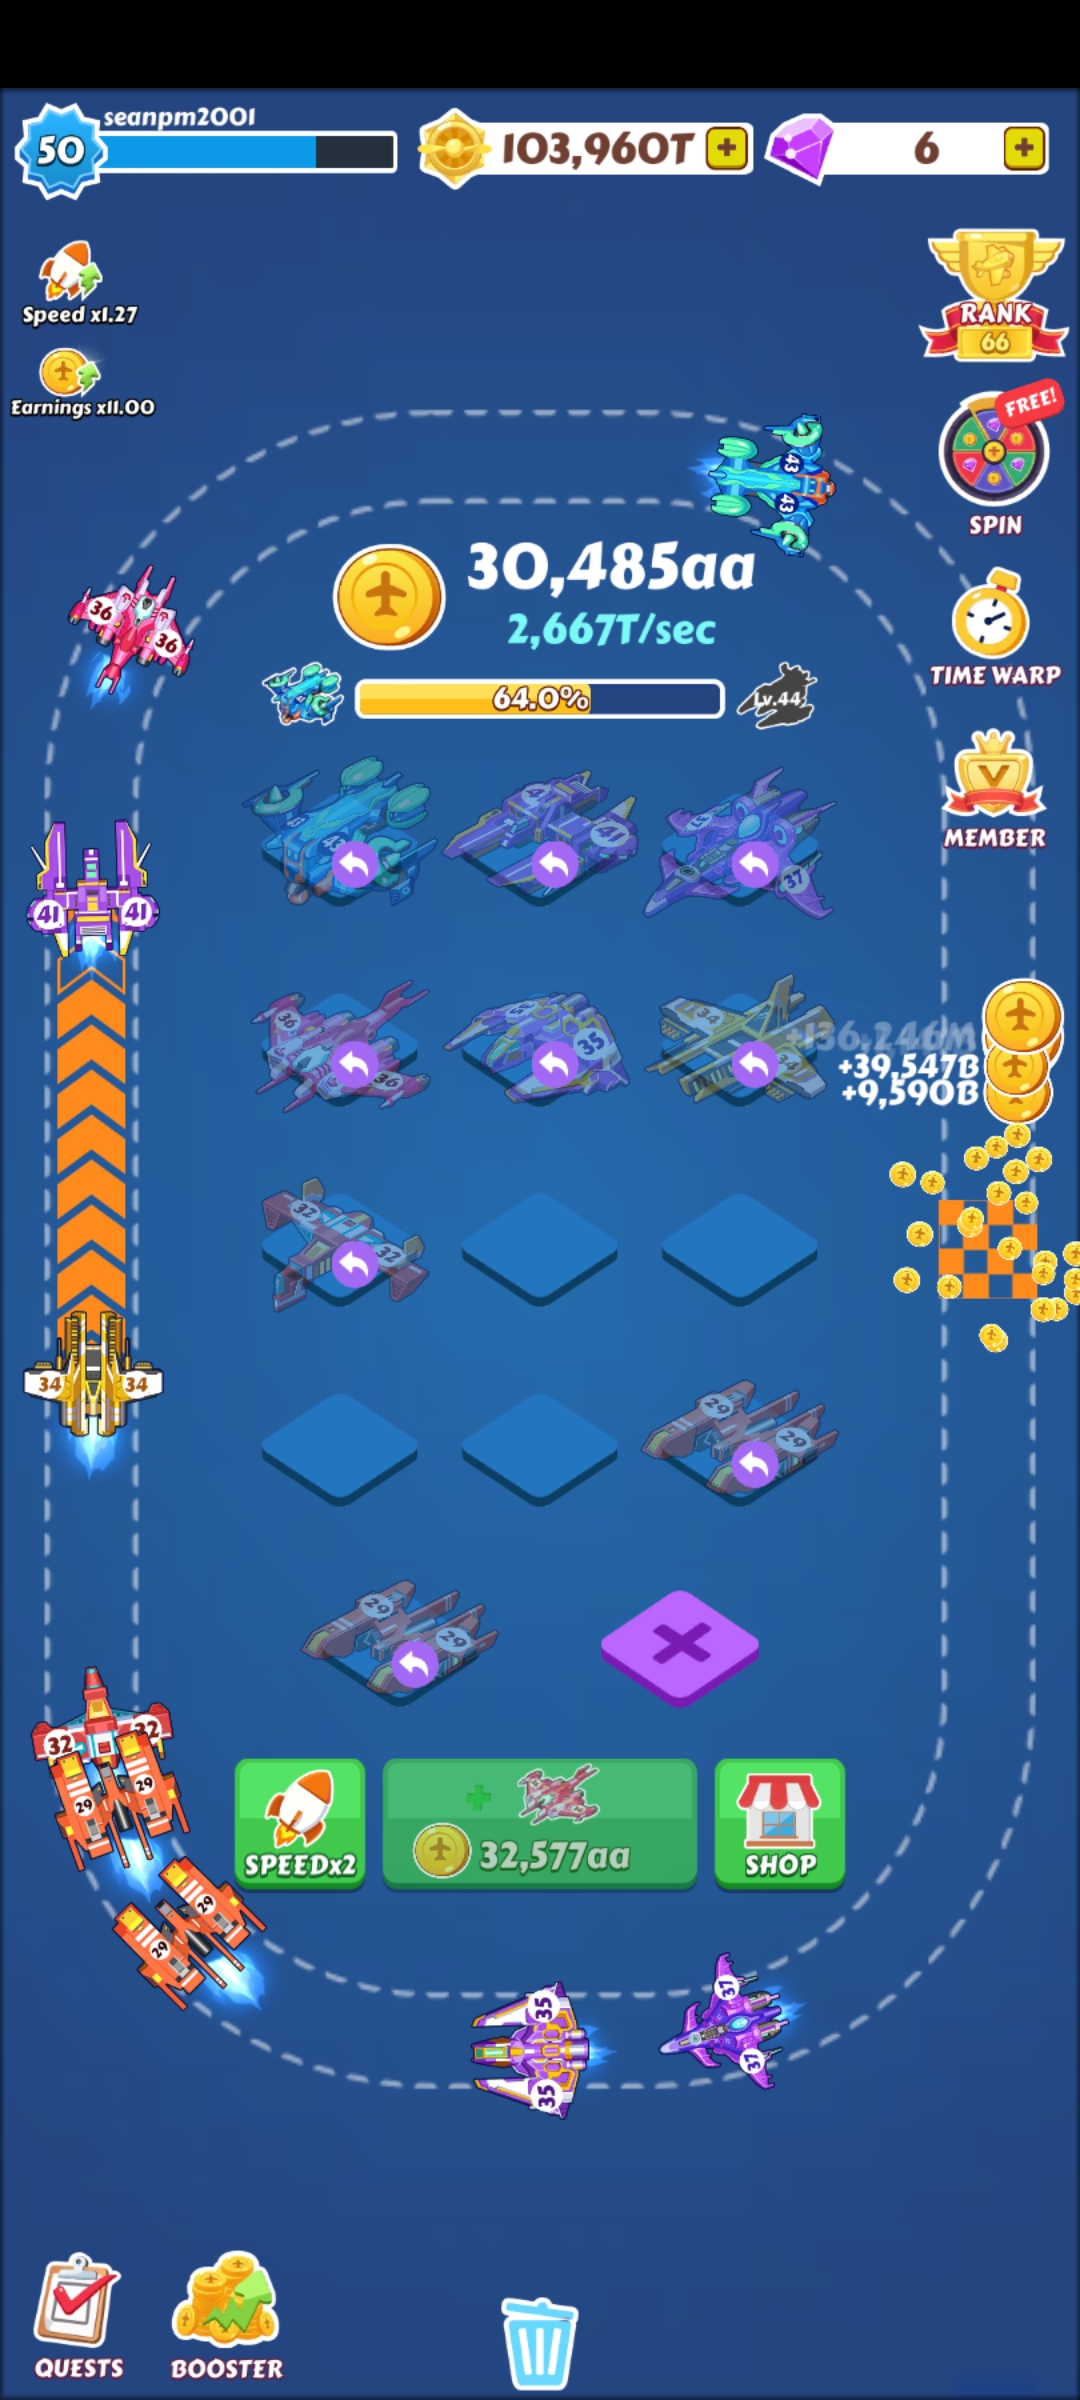 seanpm2001
50
103,960T
6
Speed x1.27
Earnings x11.00
RANK
66
FREE!
SPIN
43
43
30,485aa
2,667T/sec
36
36
TIME WARP
64.0%
Lv.44
MEMBER
43
41
41
37
41
41
36
36
35
34
34
+136,246M
+39,547B
+9,590B
32
32
34
34
29
29
29
29
32
32
29
29
SPEEDx2
32,577aa
SHOP
29
29
35
35
37
37
QUESTS
BOOSTER